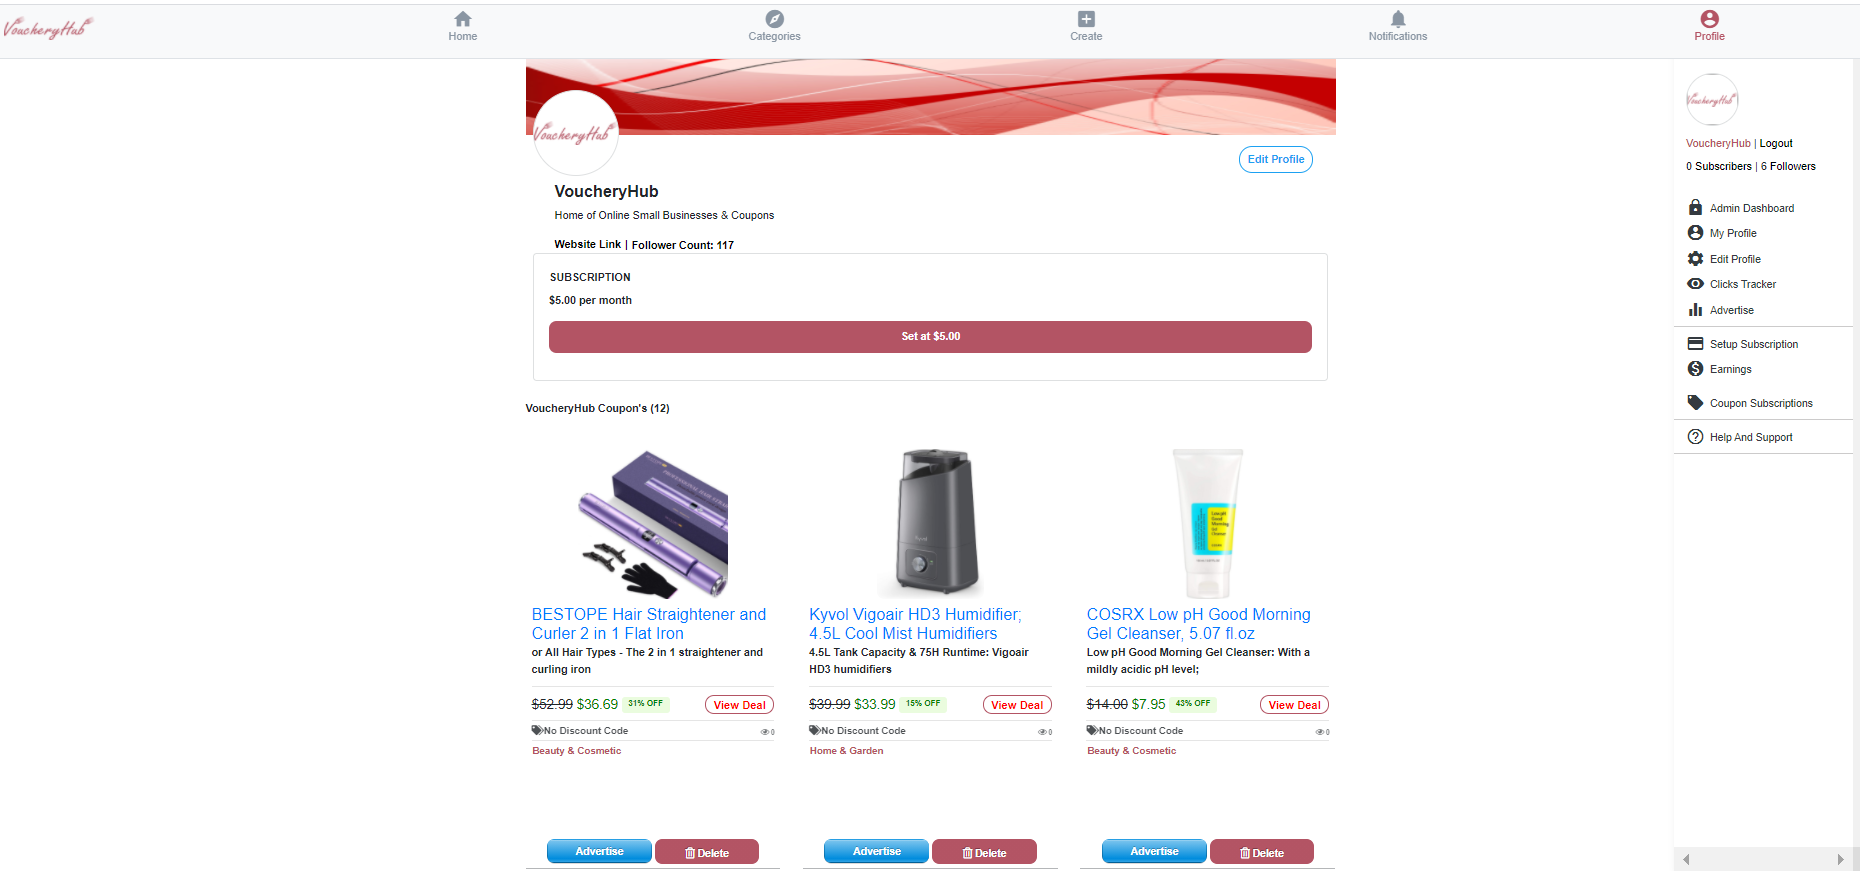 VoucheryHub
Home
Categories
Create
Notifications
Profile
VoucheryHub
Edit Profile
VoucheryHub
Home of Online Small Businesses & Coupons
Website Link | Follower Count: 117
SUBSCRIPTION
$5.00 per month
Set at $5.00
VoucheryHub Coupon's (12)
BESTOPE Hair Straightener and
Curler 2 in 1 Flat Iron
or All Hair Types - The 2 in 1 straightener and
curling iron
$52.99 $36.69 31% OFF View Deal
No Discount Code 0
Beauty & Cosmetic
Advertise Delete
Kyvol Vigoair HD3 Humidifier;
4.5L Cool Mist Humidifiers
4.5L Tank Capacity & 75H Runtime: Vigoair
HD3 humidifiers
$39.99 $33.99 15% OFF View Deal
No Discount Code 0
Home & Garden
Advertise Delete
Low pH
Good
Morning
Gel
Cleanser
COSRX Low pH Good Morning
Gel Cleanser, 5.07 fl.oz
Low pH Good Morning Gel Cleanser: With a
mildly acidic pH level;
$14.00 $7.95 43% OFF View Deal
No Discount Code 0
Beauty & Cosmetic
Advertise Delete
VoucheryHub
VoucheryHub | Logout
0 Subscribers | 6 Followers
Admin Dashboard
My Profile
Edit Profile
Clicks Tracker
Advertise
Setup Subscription
Earnings
Coupon Subscriptions
Help And Support